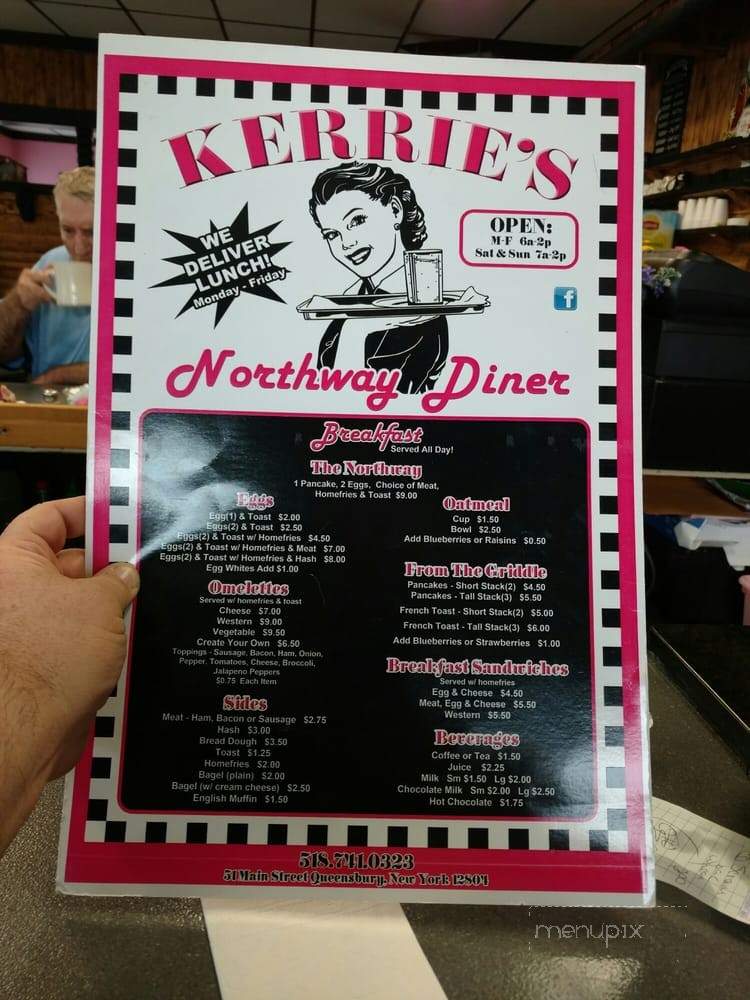 KERRIE'S
WE
DELIVER
LUNCH!
Monday - Friday
OPEN:
M-F 6a-2p
Sat & Sun 7a-2p
f
Northway Diner
Breakfast
Served All Day!
The Northway
1 Pancake, 2 Eggs, Choice of Meat,
Homefries & Toast $9.00
Eggs
Egg(1) & Toast $2.00
Eggs(2) & Toast $2.50
Eggs(2) & Toast w/ Homefries $4.50
Eggs(2) & Toast w/ Homefries & Meat $7.00
Eggs(2) & Toast w/ Homefries & Hash $8.00
Egg Whites Add $1.00
Omelettes
Served w/ homefries & toast
Cheese $7.00
Western $9.00
Vegetable $9.50
Create Your Own $6.50
Toppings - Sausage, Bacon, Ham, Onion,
Pepper. Tomatoes, Cheese, Broccoli,
Jalapeno Peppers
$0.75 Each Item
Sides
Meat - Ham, Bacon or Sausage $2.75
Hash $3.00
Bread Dough $3.50
Toast $1.25
Homefries $2.00
Bagel (plain) $2.00
Bagel (w/ cream cheese) $2.50
English Muffin $1.50
Oatmeal
Cup $1.50
Bowl $2.50
Add Blueberries or Raisins $0.50
From The Griddle
Pancakes - Short Stack(2) $4.50
Pancakes - Tall Stack(3) $5.50
French Toast - Short Stack(2) $5.00
French Toast - Tall Stack(3) $6.00
Add Blueberries or Strawberries $1.00
Breakfast Sandwiches
Served w/ homefries
Egg & Cheese $4.50
Meat, Egg & Cheese $5.50
Western $5.50
Beverages
Coffee or Tea $1.50
Juice $2.25
Milk Sm $1.50 Lg $2.00
Chocolate Milk Sm $2.00 Lg $2.50
Hot Chocolate $1.75
518.741.0323
51 Main Street Queensbury, New York 12804
menupix